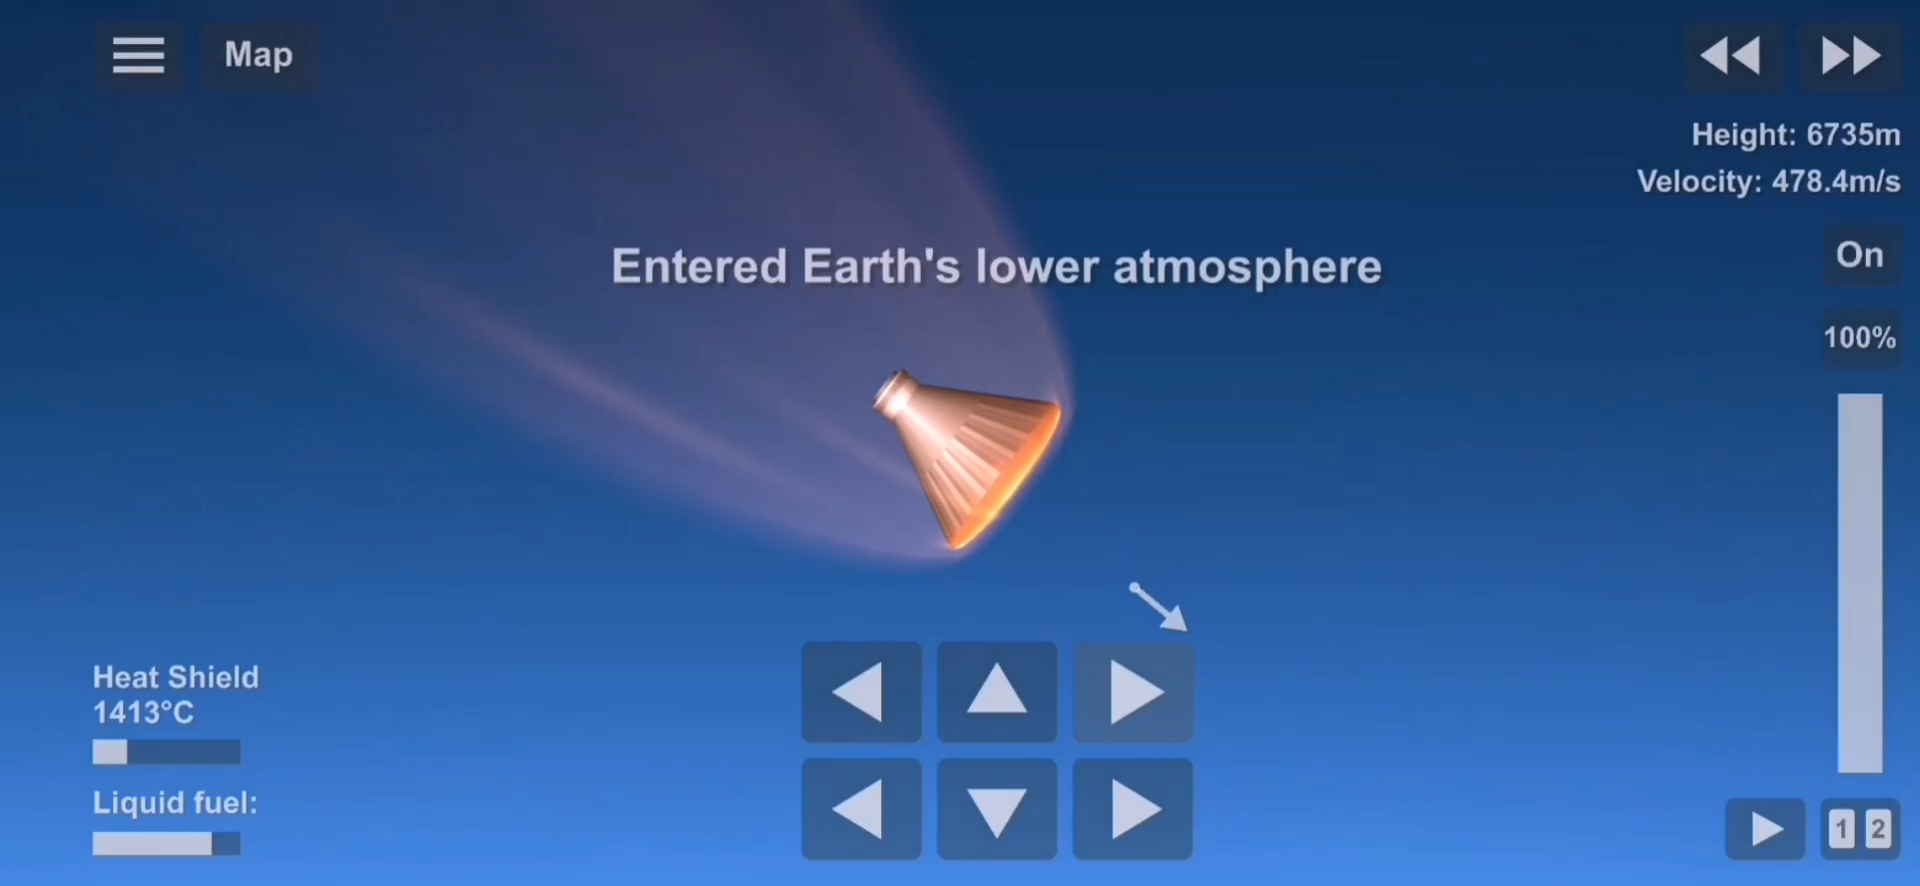 Map
Height: 6735m
Velocity: 478.4m/s
Entered Earth's lower atmosphere
On
100%
Heat Shield
1413°C
Liquid fuel:
1 2